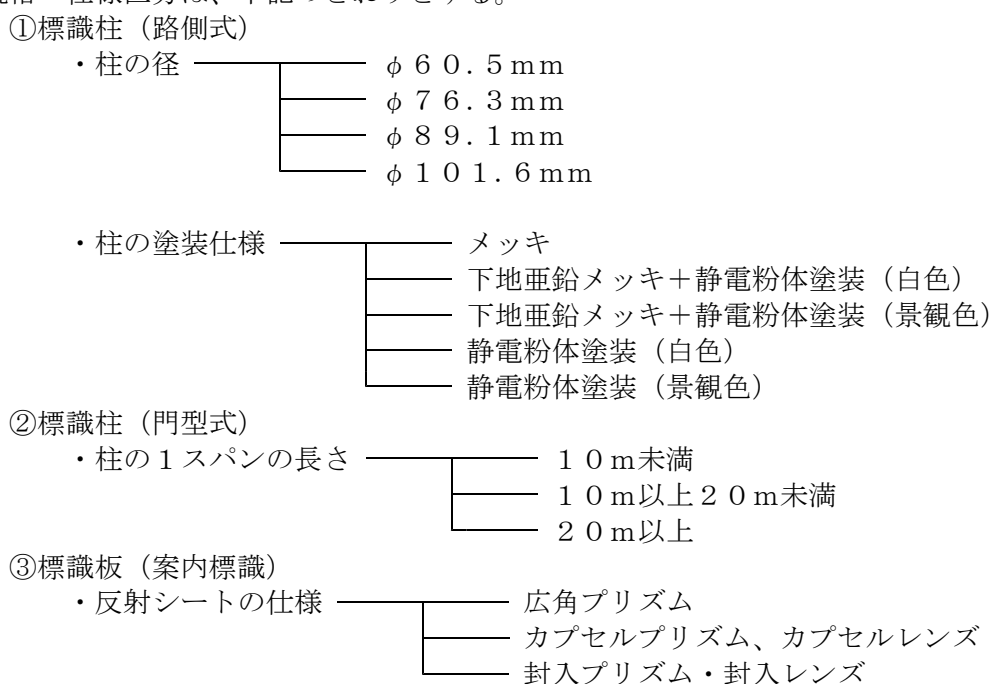 仕様区分は、下記のとおりとする。
①標識柱（路側式）
・柱の径 φ６０．５ｍｍ
φ７６．３ｍｍ
φ８９．１ｍｍ
φ１０１．６ｍｍ
・柱の塗装仕様 メッキ
下地亜鉛メッキ＋静電粉体塗装（白色）
下地亜鉛メッキ＋静電粉体塗装（景観色）
静電粉体塗装（白色）
静電粉体塗装（景観色）
②標識柱（門型式）
・柱の１スパンの長さ １０ｍ未満
１０ｍ以上２０ｍ未満
２０ｍ以上
③標識板（案内標識）
・反射シートの仕様 広角プリズム
カプセルプリズム、カプセルレンズ
封入プリズム・封入レンズ